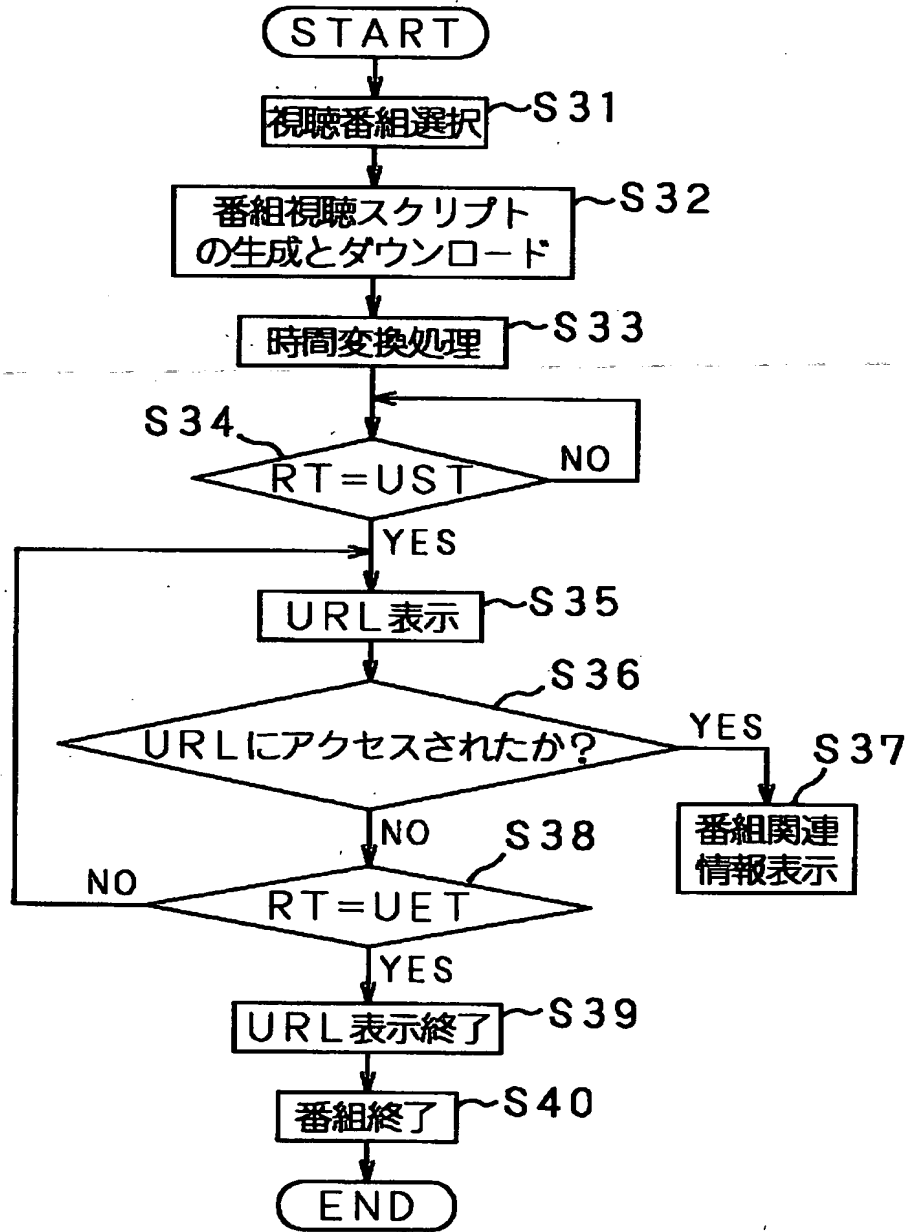 START
視聴番組選択
S31
番組視聴スクリプト
の生成とダウンロード
S32
時間変換処理
S33
S34
RT=UST
NO
YES
URL表示
S35
S36
URLにアクセスされたか?
YES
S37
番組関連
情報表示
NO
S38
RT=UET
NO
YES
URL表示終了
S39
番組終了
S40
END